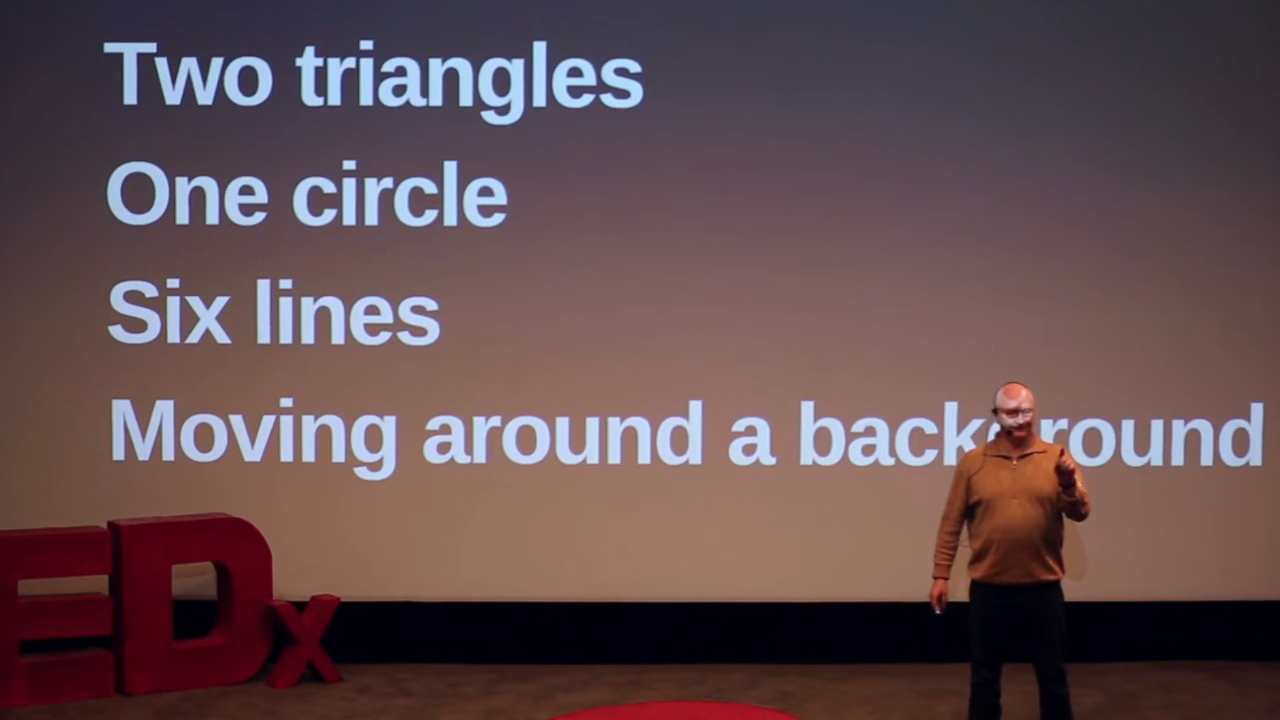 Two triangles
One circle
Six lines
Moving around a background
EDx